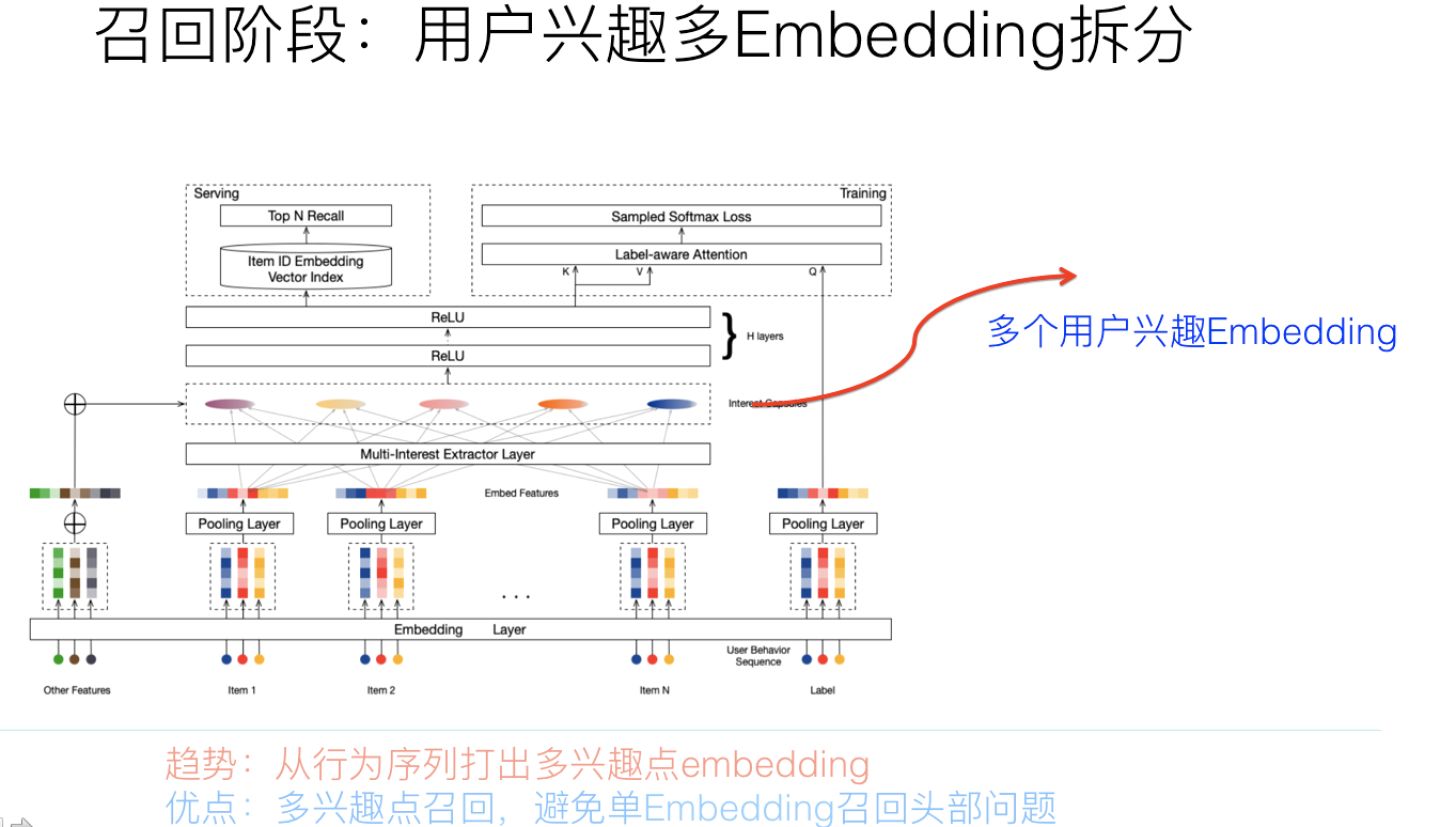 召回阶段：用户兴趣多Embedding拆分
Serving
Training
Top N Recall
Sampled Softmax Loss
Item ID Embedding
Vector Index
Label-aware Attention
K
V
Q
ReLU
ReLU
H layers
多个用户兴趣Embedding
Interest Capsules
Multi-Interest Extractor Layer
Embed Features
Pooling Layer
Pooling Layer
Pooling Layer
Pooling Layer
. . .
Embedding Layer
User Behavior
Sequence
Other Features
Item 1
Item 2
Item N
Label
趋势：从行为序列打出多兴趣点embedding
优点：多兴趣点召回，避免单Embedding召回头部问题